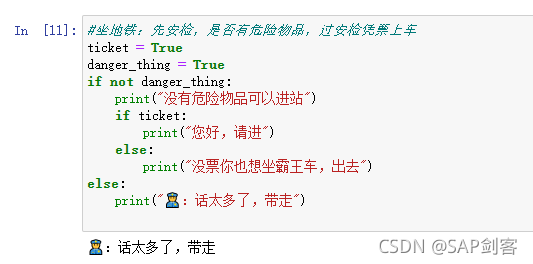 In [11]:
#坐地铁：先安检，是否有危险物品，过安检凭票上车
ticket = True
danger_thing = True
if not danger_thing:
    print("没有危险物品可以进站")
    if ticket:
        print("您好，请进")
    else:
        print("没票你也想坐霸王车，出去")
else:
    print("👮：话太多了，带走")
👮：话太多了，带走
CSDN @SAP剑客